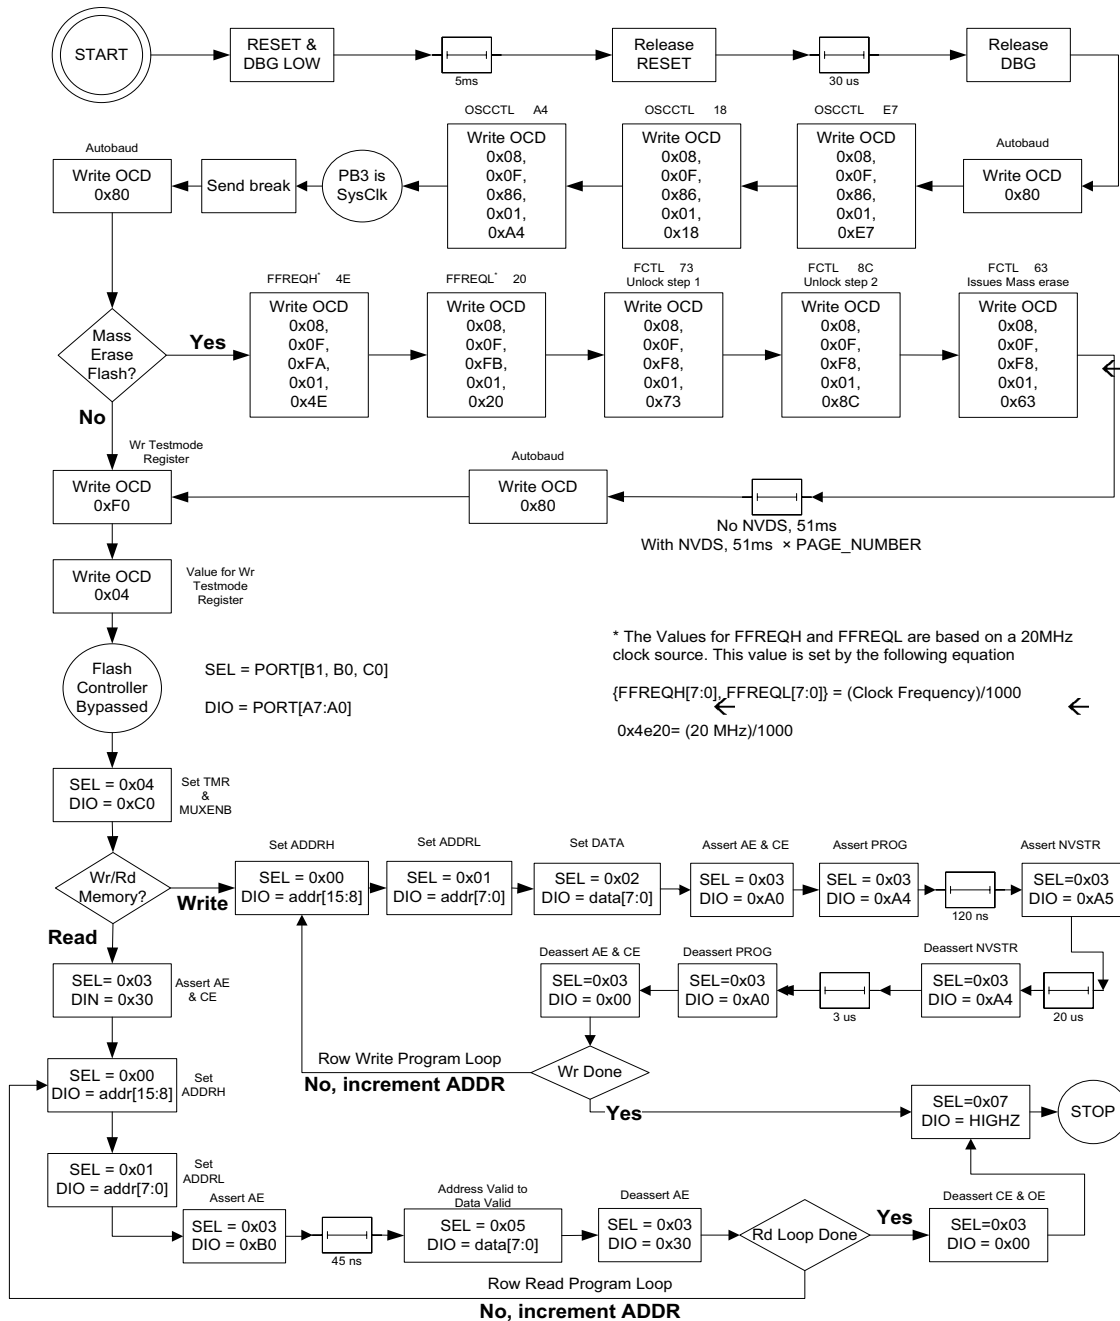 START
RESET &
DBG LOW
5ms
Release
RESET
30 us
Release
DBG
OSCCTL A4
OSCCTL 18
OSCCTL E7
Autobaud
Write OCD
0x80
Send break
PB3 is
SysClk
Write OCD
0x08,
0x0F,
0x86,
0x01,
0xA4
Write OCD
0x08,
0x0F,
0x86,
0x01,
0x18
Write OCD
0x08,
0x0F,
0x86,
0x01,
0xE7
Autobaud
Write OCD
0x80
Mass
Erase
Flash?
Yes
No
FFREQH* 4E
Write OCD
0x08,
0x0F,
0xFA,
0x01,
0x4E
FFREQL* 20
Write OCD
0x08,
0x0F,
0xFB,
0x01,
0x20
FCTL 73
Unlock step 1
Write OCD
0x08,
0x0F,
0xF8,
0x01,
0x73
FCTL 8C
Unlock step 2
Write OCD
0x08,
0x0F,
0xF8,
0x01,
0x8C
FCTL 63
Issues Mass erase
Write OCD
0x08,
0x0F,
0xF8,
0x01,
0x63
Wr Testmode
Register
Write OCD
0xF0
Autobaud
Write OCD
0x80
No NVDS, 51ms
With NVDS, 51ms × PAGE_NUMBER
Write OCD
0x04
Value for Wr
Testmode
Register
Flash
Controller
Bypassed
SEL = PORT[B1, B0, C0]
DIO = PORT[A7:A0]
* The Values for FFREQH and FFREQL are based on a 20MHz
clock source. This value is set by the following equation
{FFREQH[7:0], FFREQL[7:0]} = (Clock Frequency)/1000
0x4e20= (20 MHz)/1000
SEL = 0x04
DIO = 0xC0
Set TMR
&
MUXENB
Wr/Rd
Memory?
Write
Read
Set ADDRH
SEL = 0x00
DIO = addr[15:8]
Set ADDRL
SEL = 0x01
DIO = addr[7:0]
Set DATA
SEL = 0x02
DIO = data[7:0]
Assert AE & CE
SEL = 0x03
DIO = 0xA0
Assert PROG
SEL = 0x03
DIO = 0xA4
120 ns
Assert NVSTR
SEL=0x03
DIO = 0xA5
Deassert AE & CE
SEL=0x03
DIO = 0x00
Deassert PROG
SEL=0x03
DIO = 0xA0
3 us
Deassert NVSTR
SEL=0x03
DIO = 0xA4
20 us
SEL= 0x03
DIN = 0x30
Assert AE
& CE
Row Write Program Loop
No, increment ADDR
Wr Done
Yes
SEL = 0x00
DIO = addr[15:8]
Set
ADDRH
SEL=0x07
DIO = HIGHZ
STOP
SEL = 0x01
DIO = addr[7:0]
Set
ADDRL
Assert AE
SEL = 0x03
DIO = 0xB0
45 ns
Address Valid to
Data Valid
SEL = 0x05
DIO = data[7:0]
Deassert AE
SEL = 0x03
DIO = 0x30
Rd Loop Done
Yes
Deassert CE & OE
SEL=0x03
DIO = 0x00
Row Read Program Loop
No, increment ADDR